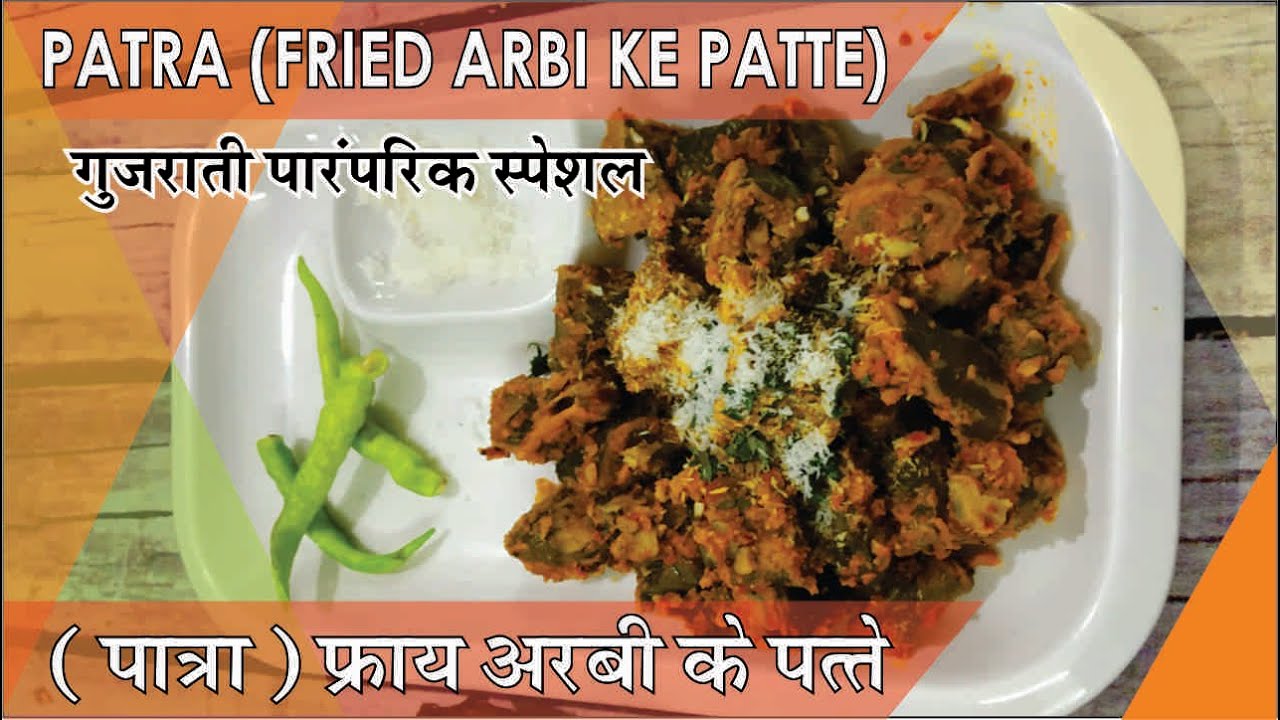 PATRA (FRIED ARBI KE PATTE)
गुजराती पारंपरिक स्पेशल
( पात्रा ) फ्राय अरबी के पत्ते